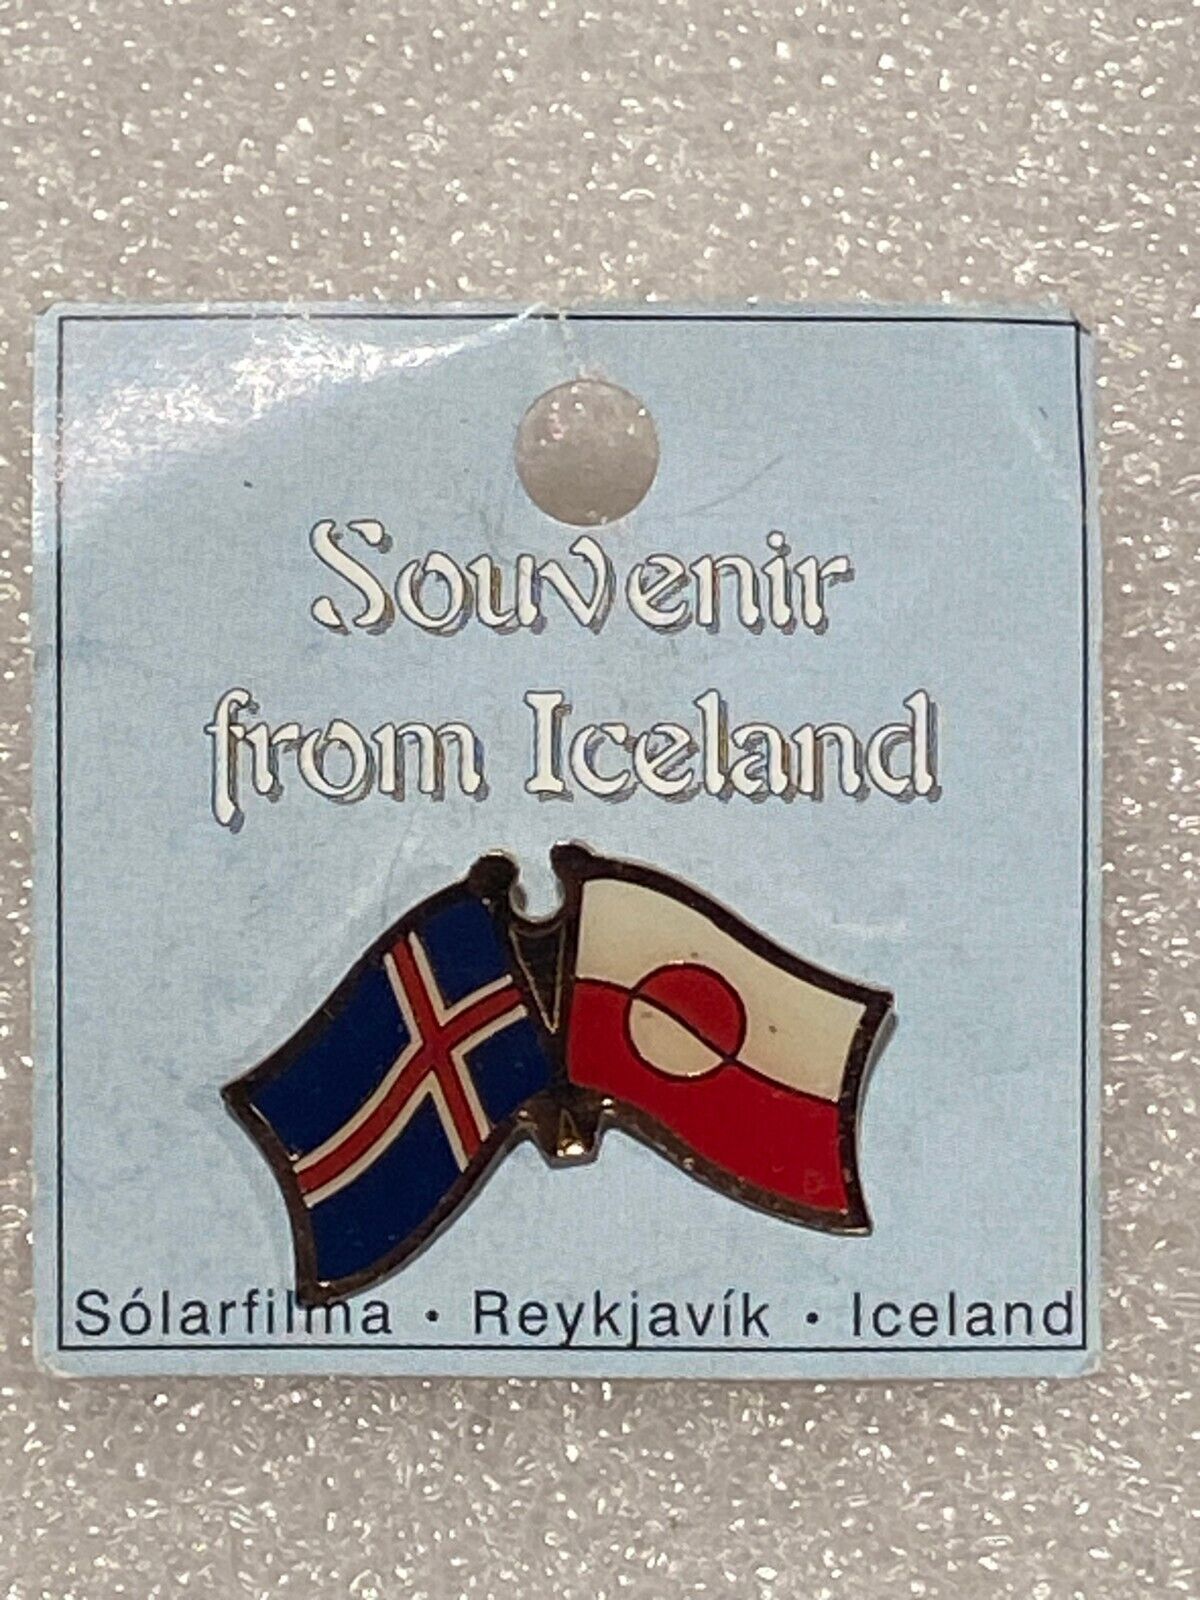 Souvenir
from Iceland
Sólarfilma • Reykjavík • Iceland